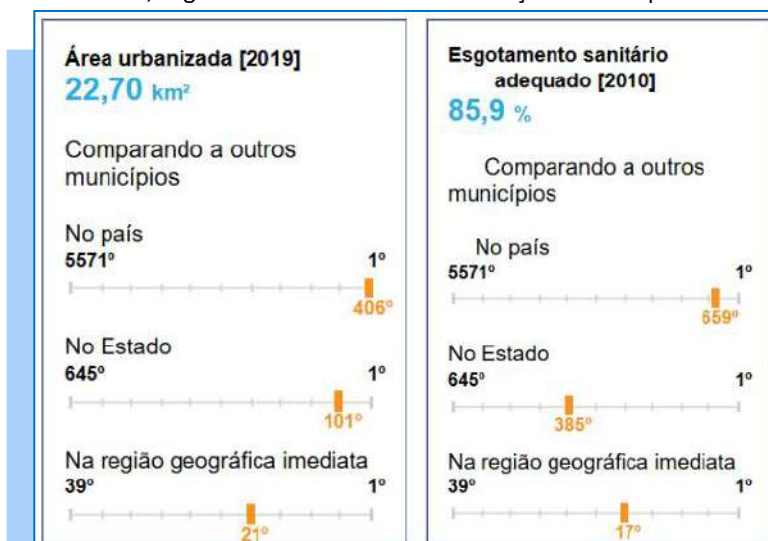 Área urbanizada [2019]
22,70 km²
Comparando a outros
municípios
No país
5571º 1º
406º
No Estado
645º 1º
101º
Na região geográfica imediata
39º 1º
21º
Esgotamento sanitário
adequado [2010]
85,9 %
Comparando a outros
municípios
No país
5571º 1º
659º
No Estado
645º 1º
385º
Na região geográfica imediata
39º 1º
17º